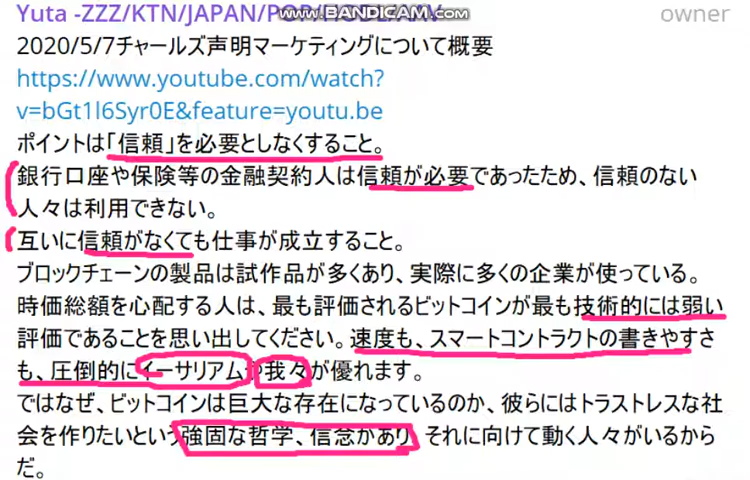 Yuta -ZZZ/KTN/JAPAN/
www.BANDICAM.com
owner
2020/5/7チャールズ声明マーケティングについて概要
https://www.youtube.com/watch?
v=bGt1l6Syr0E&feature=youtu.be
ポイントは「信頼」を必要としなくすること。
銀行口座や保険等の金融契約人は信頼が必要であったため、信頼のない
人々は利用できない。
互いに信頼がなくても仕事が成立すること。
ブロックチェーンの製品は試作品が多くあり、実際に多くの企業が使っている。
時価総額を心配する人は、最も評価されるビットコインが最も技術的には弱い
評価であることを思い出してください。速度も、スマートコントラクトの書きやすさ
も、圧倒的にイーサリアムや我々が優れます。
ではなぜ、ビットコインは巨大な存在になっているのか、彼らにはトラストレスな社
会を作りたいという強固な哲学、信念があり、それに向けて動く人々がいるから
だ。